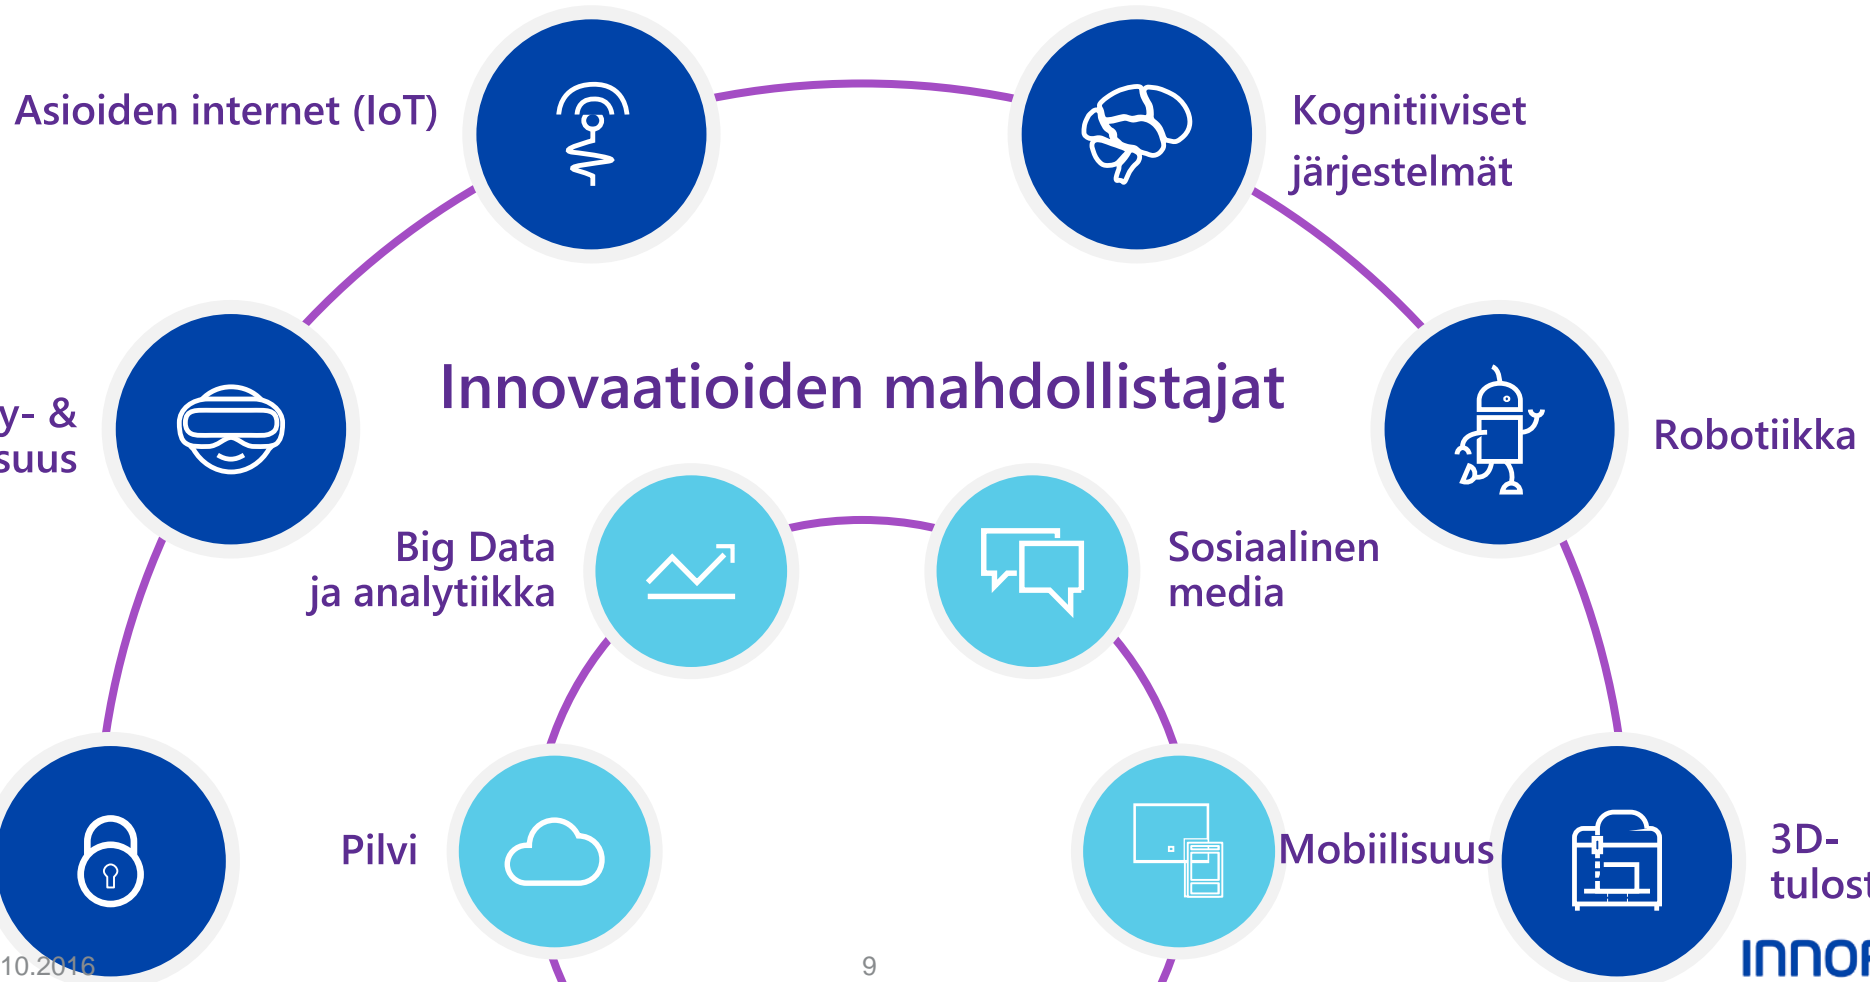 Asioiden internet (IoT)
Kognitiiviset
järjestelmät
Innovaatioiden mahdollistajat
y- &
suus
Robotiikka
Big Data
ja analytiikka
Sosiaalinen
media
Pilvi
Mobiilisuus
3D-
tulost
10.2016
9